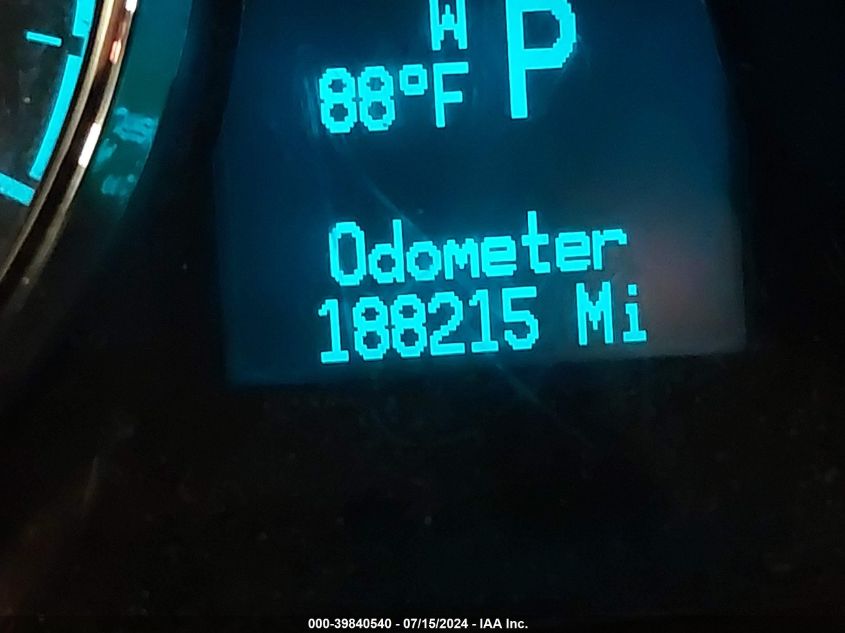 W
88°F P
Odometer
188215 Mi
000-39840540 - 07/15/2024 - IAA Inc.